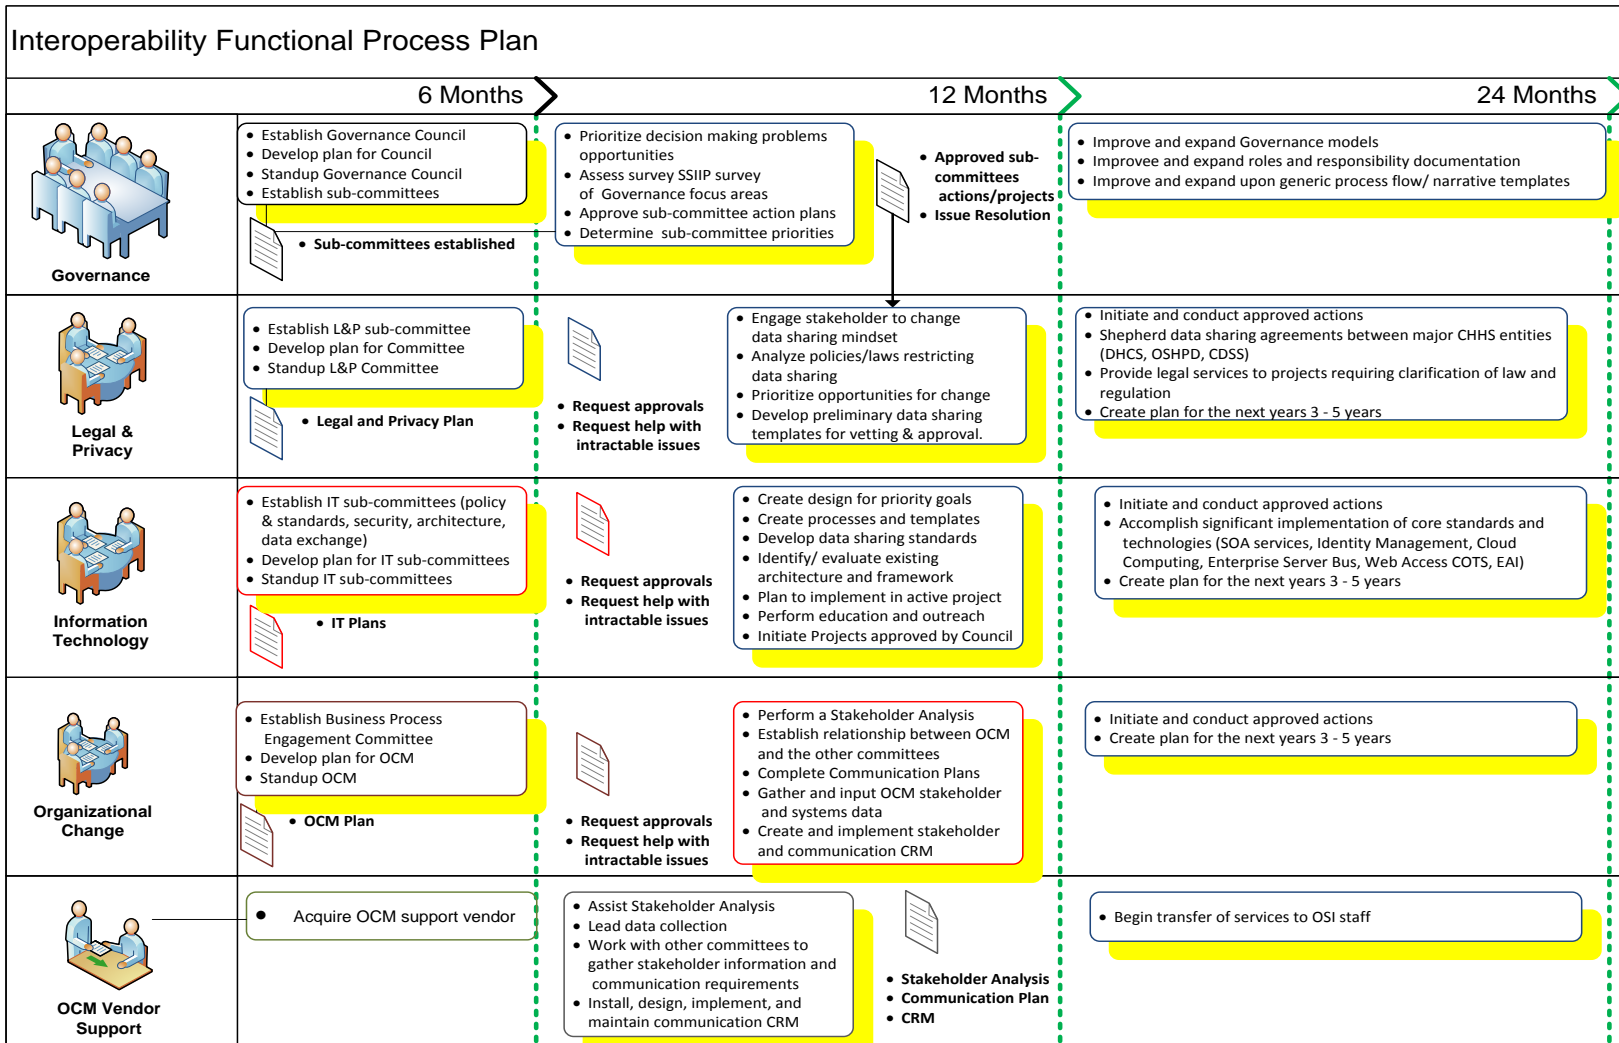 Interoperability Functional Process Plan
6 Months
12 Months
24 Months
Governance
• Establish Governance Council
• Develop plan for Council
• Standup Governance Council
• Establish sub-committees
• Sub-committees established
• Prioritize decision making problems
opportunities
• Assess survey SSIIP survey
of Governance focus areas
• Approve sub-committee action plans
• Determine sub-committee priorities
• Approved sub-
committees
actions/projects
• Issue Resolution
• Improve and expand Governance models
• Improvee and expand roles and responsibility documentation
• Improve and expand upon generic process flow/ narrative templates
Legal &
Privacy
• Establish L&P sub-committee
• Develop plan for Committee
• Standup L&P Committee
• Legal and Privacy Plan
• Request approvals
• Request help with
intractable issues
• Engage stakeholder to change
data sharing mindset
• Analyze policies/laws restricting
data sharing
• Prioritize opportunities for change
• Develop preliminary data sharing
templates for vetting & approval.
• Initiate and conduct approved actions
• Shepherd data sharing agreements between major CHHS entities
(DHCS, OSHPD, CDSS)
• Provide legal services to projects requiring clarification of law and
regulation
• Create plan for the next years 3 - 5 years
Information
Technology
• Establish IT sub-committees (policy
& standards, security, architecture,
data exchange)
• Develop plan for IT sub-committees
• Standup IT sub-committees
• IT Plans
• Request approvals
• Request help with
intractable issues
• Create design for priority goals
• Create processes and templates
• Develop data sharing standards
• Identify/ evaluate existing
architecture and framework
• Plan to implement in active project
• Perform education and outreach
• Initiate Projects approved by Council
• Initiate and conduct approved actions
• Accomplish significant implementation of core standards and
technologies (SOA services, Identity Management, Cloud
Computing, Enterprise Server Bus, Web Access COTS, EAI)
• Create plan for the next years 3 - 5 years
Organizational
Change
• Establish Business Process
Engagement Committee
• Develop plan for OCM
• Standup OCM
• OCM Plan
• Request approvals
• Request help with
intractable issues
• Perform a Stakeholder Analysis
• Establish relationship between OCM
and the other committees
• Complete Communication Plans
• Gather and input OCM stakeholder
and systems data
• Create and implement stakeholder
and communication CRM
• Initiate and conduct approved actions
• Create plan for the next years 3 - 5 years
OCM Vendor
Support
• Acquire OCM support vendor
• Assist Stakeholder Analysis
• Lead data collection
• Work with other committees to
gather stakeholder information and
communication requirements
• Install, design, implement, and
maintain communication CRM
• Stakeholder Analysis
• Communication Plan
• CRM
• Begin transfer of services to OSI staff